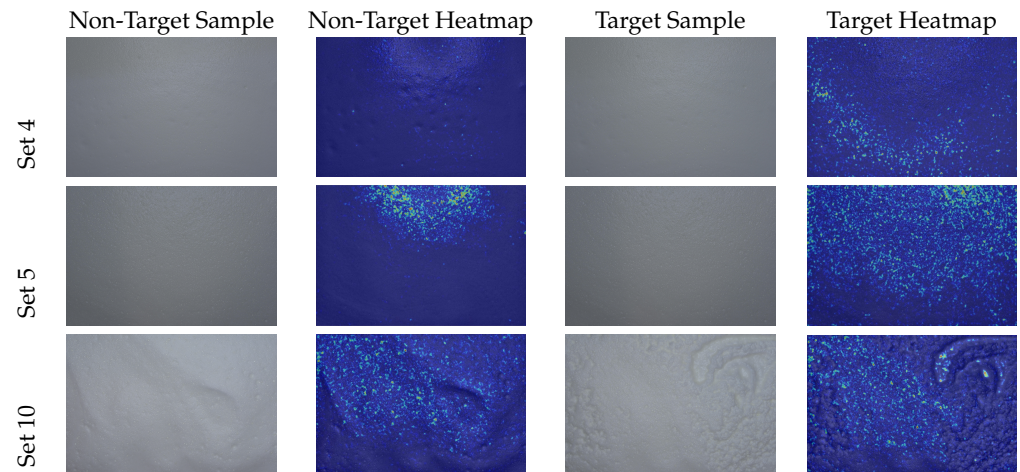 Non-Target Sample Non-Target Heatmap Target Sample Target Heatmap
Set 4
Set 5
Set 10